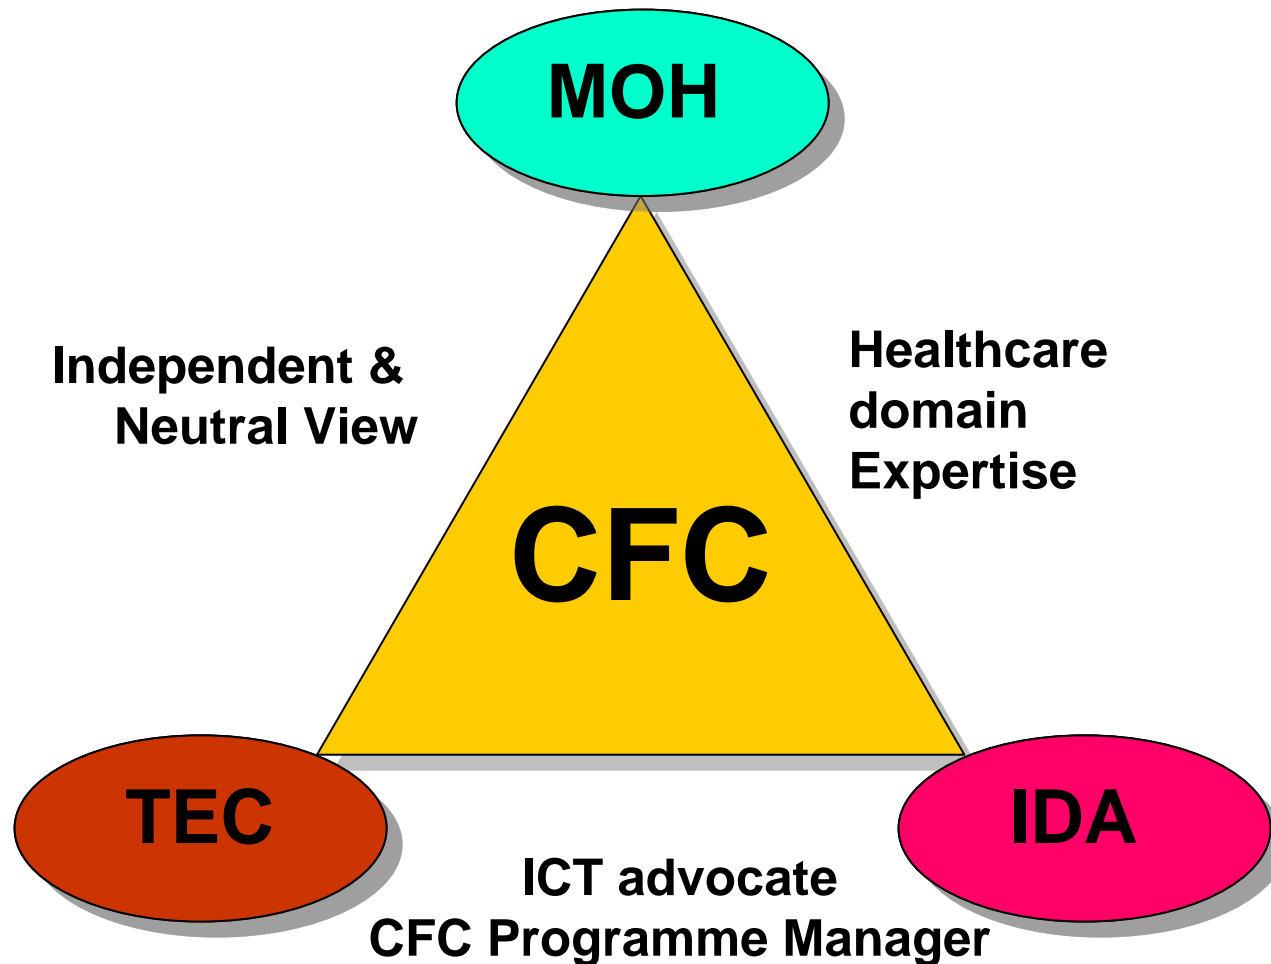 MOH
Independent &
Neutral View
Healthcare
domain
Expertise
CFC
TEC
IDA
ICT advocate
CFC Programme Manager